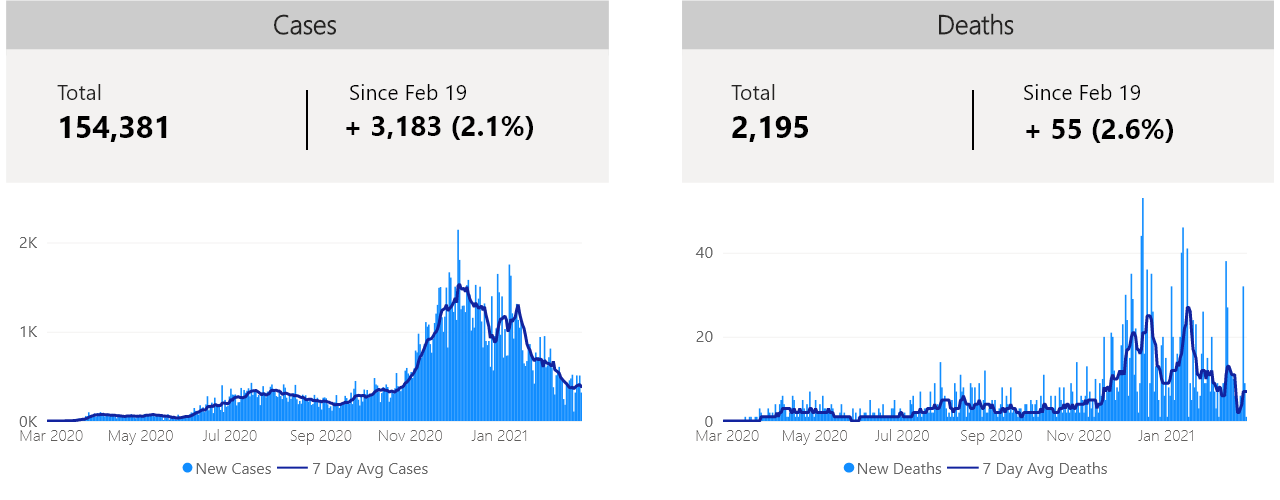 Cases
Total
154,381
Since Feb 19
+ 3,183 (2.1%)
2K
1K
0K
Mar 2020 May 2020 Jul 2020 Sep 2020 Nov 2020 Jan 2021
New Cases 7 Day Avg Cases
Deaths
Total
2,195
Since Feb 19
+ 55 (2.6%)
40
20
0
Mar 2020 May 2020 Jul 2020 Sep 2020 Nov 2020 Jan 2021
New Deaths 7 Day Avg Deaths